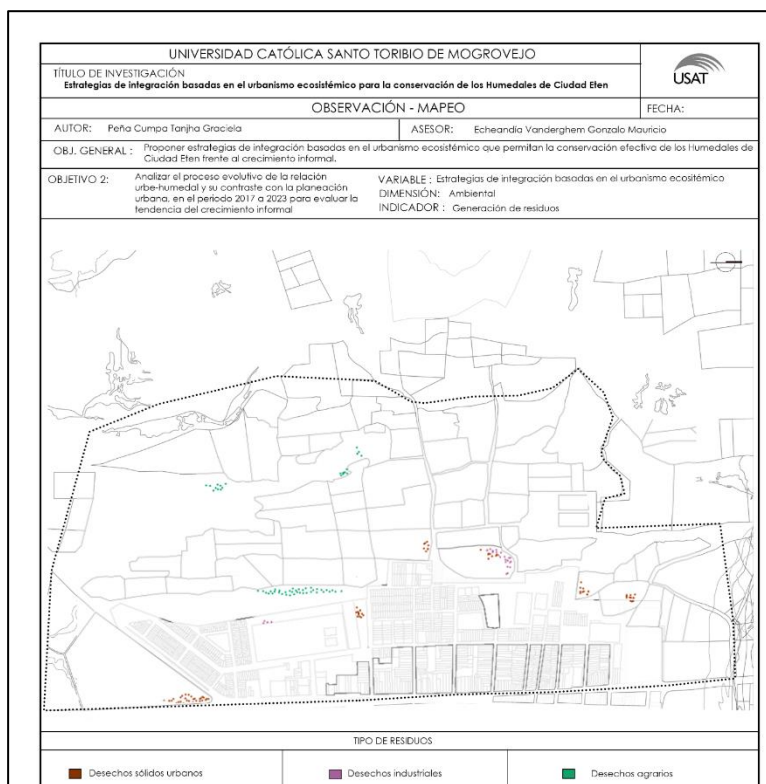 UNIVERSIDAD CATÓLICA SANTO TORIBIO DE MOGROVEJO
TÍTULO DE INVESTIGACIÓN
Estrategias de integración basadas en el urbanismo ecosistémico para la conservación de los Humedales de Ciudad Eten
USAT
OBSERVACIÓN - MAPEO
FECHA:
AUTOR: Peña Cumpa Tanjha Graciela
ASESOR: Echeandía Vanderghem Gonzalo Mauricio
OBJ. GENERAL : Proponer estrategias de integración basadas en el urbanismo ecosistémico que permitan la conservación efectiva de los Humedales de
Ciudad Eten frente al crecimiento informal.
OBJETIVO 2: Analizar el proceso evolutivo de la relación
urbe-humedal y su contraste con la planeación
urbana, en el periodo 2017 a 2023 para evaluar la
tendencia del crecimiento informal
VARIABLE : Estrategias de integración basadas en el urbanismo ecositémico
DIMENSIÓN: Ambiental
INDICADOR : Generación de residuos
TIPO DE RESIDUOS
Desechos sólidos urbanos
Desechos industriales
Desechos agrarios